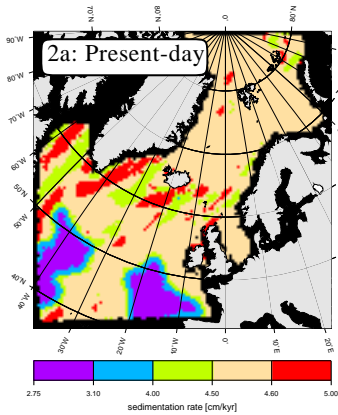 70˚W
80˚N
.0
80˚N
90˚W
2a: Present-day
80˚W
70˚W
60˚W
50˚N
50˚W
40˚N
40˚W
30˚W
20˚W
10˚W
.0
10˚E
20˚E
2.75 3.10 4.00 4.50 4.60 5.00
sedimentation rate [cm/kyr]